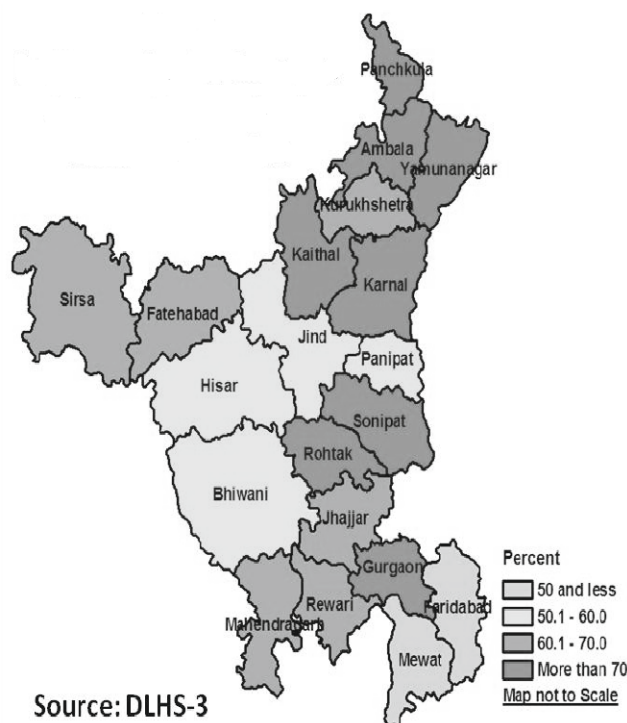 Panchkula
Ambala
Yamunanagar
Kurukhshetra
Kaithal
Karnal
Sirsa
Fatehabad
Jind
Panipat
Hisar
Sonipat
Rohtak
Bhiwani
Jhajjar
Gurgaon
Faridabad
Rewari
Mahendragarh
Mewat
Percent
50 and less
50.1 - 60.0
60.1 - 70.0
More than 70
Map not to Scale
Source: DLHS-3